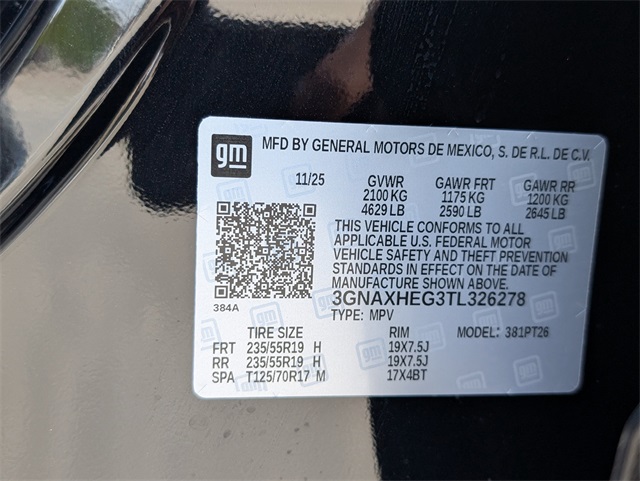 gm MFD BY GENERAL MOTORS DE MEXICO, S. DE R.L. DE C.V.
11/25 GVWR GAWR FRT GAWR RR
2100 KG 1175 KG 1200 KG
4629 LB 2590 LB 2645 LB
THIS VEHICLE CONFORMS TO ALL
APPLICABLE U.S. FEDERAL MOTOR
VEHICLE SAFETY AND THEFT PREVENTION
STANDARDS IN EFFECT ON THE DATE OF
MANUFACTURE SHOWN ABOVE.
384A 3GNAXHEG3TL326278
TYPE: MPV
TIRE SIZE RIM MODEL: 381PT26
FRT 235/55R19 H 19X7.5J
RR 235/55R19 H 19X7.5J
SPA T125/70R17 M 17X4BT